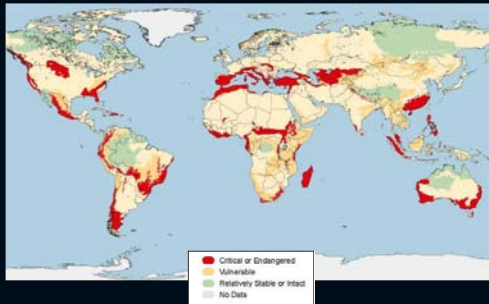 Critical or Endangered
Vulnerable
Relatively Stable or Intact
No Data